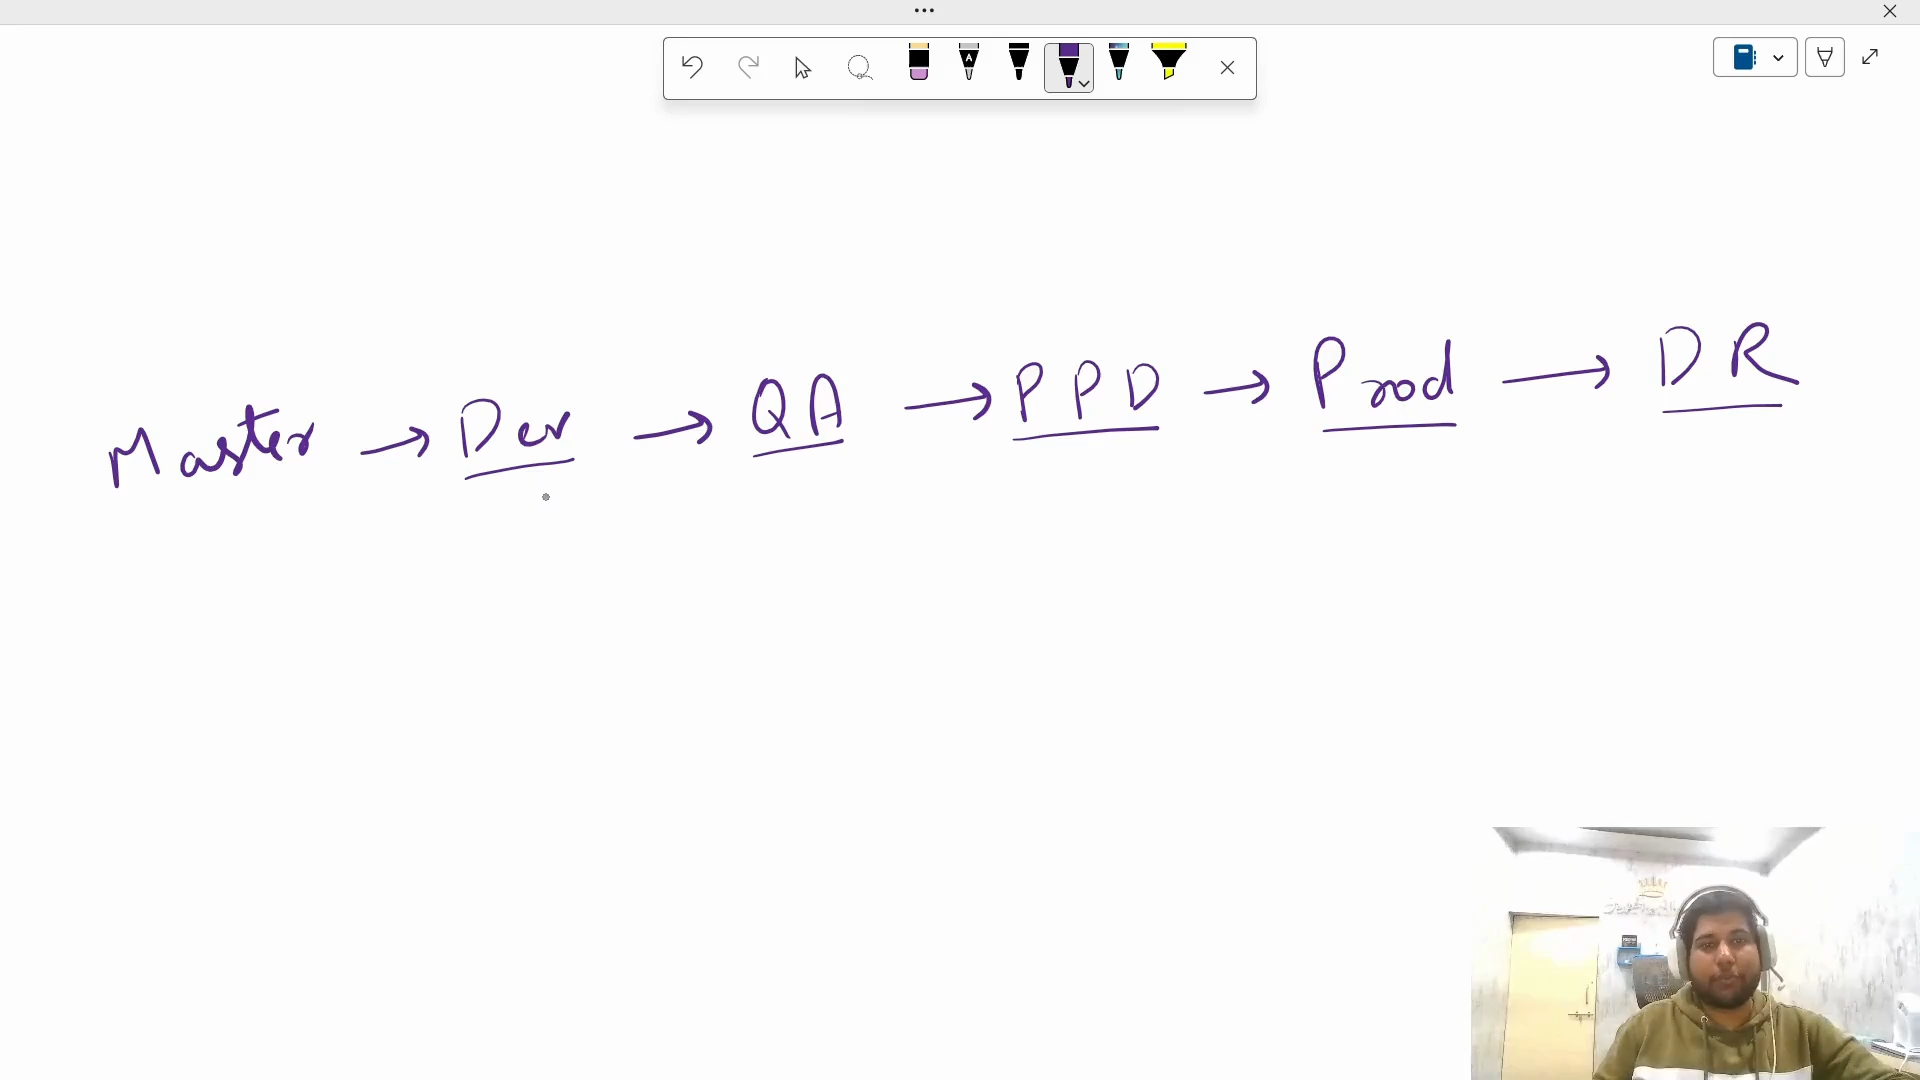 Master → Dev → QA → PPD → Prod → DR